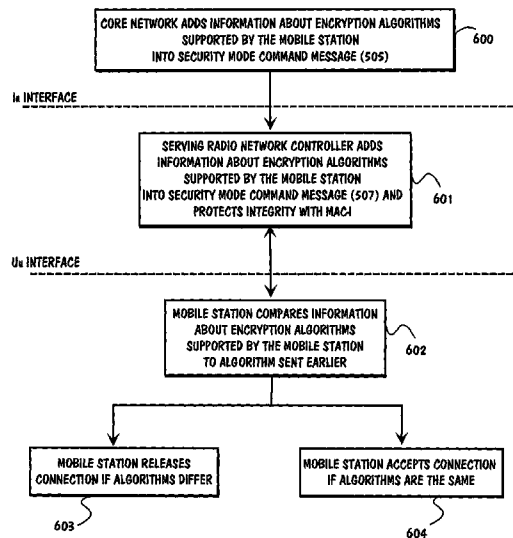 CORE NETWORK ADDS INFORMATION ABOUT ENCRYPTION ALGORITHMS
SUPPORTED BY THE MOBILE STATION
INTO SECURITY MODE COMMAND MESSAGE (505)
600
Iu INTERFACE
SERVING RADIO NETWORK CONTROLLER ADDS
INFORMATION ABOUT ENCRYPTION ALGORITHMS
SUPPORTED BY THE MOBILE STATION
INTO SECURITY MODE COMMAND MESSAGE (507) AND
PROTECTS INTEGRITY WITH MAC-I
601
Uu INTERFACE
MOBILE STATION COMPARES INFORMATION
ABOUT ENCRYPTION ALGORITHMS
SUPPORTED BY THE MOBILE STATION
TO ALGORITHM SENT EARLIER
602
MOBILE STATION RELEASES
CONNECTION IF ALGORITHMS DIFFER
603
MOBILE STATION ACCEPTS CONNECTION
IF ALGORITHMS ARE THE SAME
604